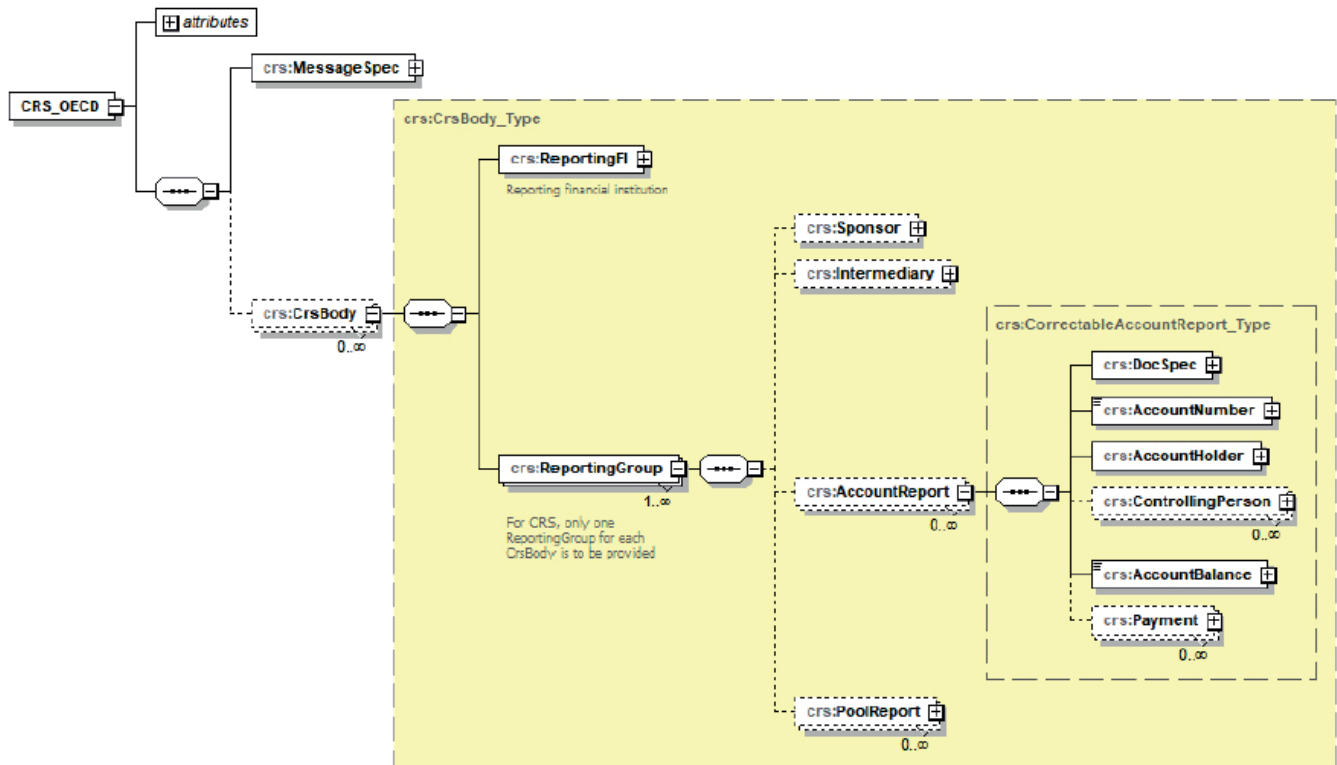 attributes
crs:MessageSpec
CRS_OECD
crs:CrsBody_Type
crs:ReportingFI
Reporting financial institution
crs:Sponsor
crs:Intermediary
crs:CrsBody
0..∞
crs:CorrectableAccountReport_Type
crs:DocSpec
crs:AccountNumber
crs:AccountHolder
crs:ReportingGroup
1..∞
For CRS, only one
ReportingGroup for each
CrsBody is to be provided
crs:AccountReport
0..∞
crs:ControllingPerson
0..∞
crs:AccountBalance
crs:Payment
0..∞
crs:PoolReport
0..∞